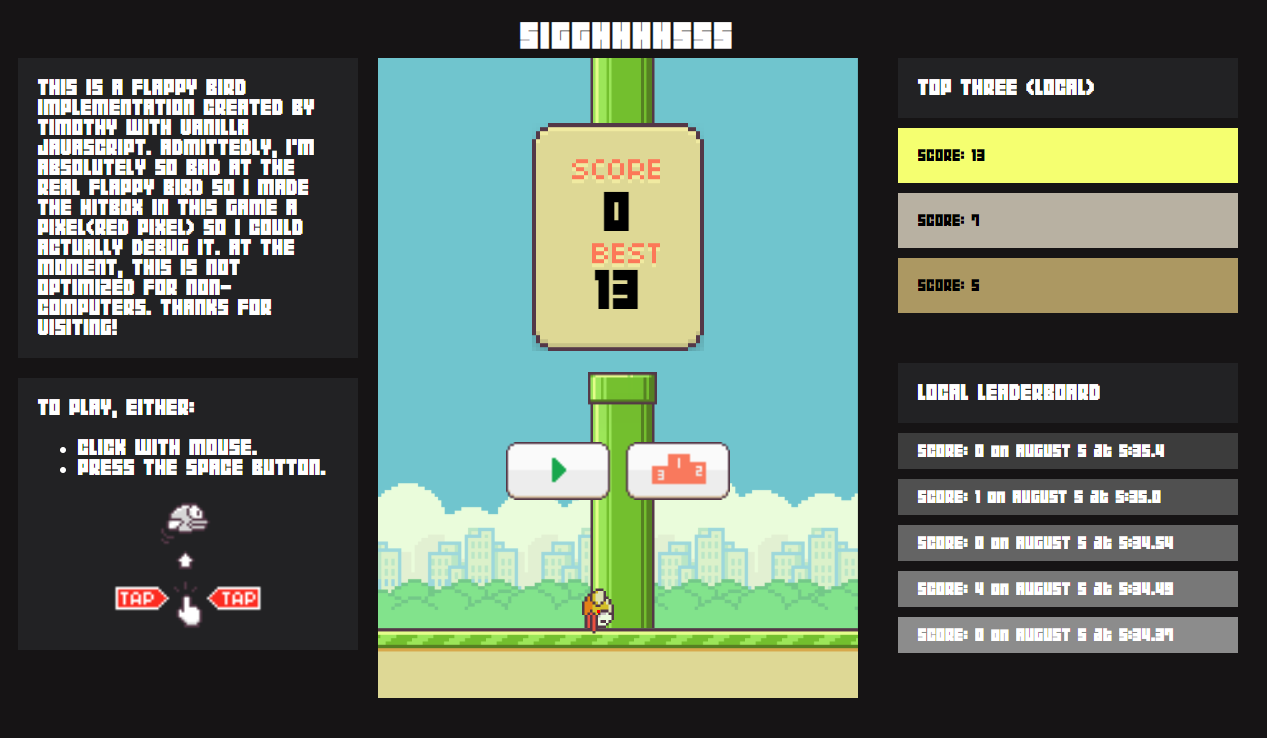 SIGGHHHHSSS
THIS IS A FLAPPY BIRD
IMPLEMENTATION CREATED BY
TIMOTHY WITH VANILLA
JAVASCRIPT. ADMITTEDLY, I'M
ABSOLUTELY SO BAD AT THE
REAL FLAPPY BIRD SO I MADE
THE HITBOX IN THIS GAME A
PIXEL(RED PIXEL) SO I COULD
ACTUALLY DEBUG IT. AT THE
MOMENT, THIS IS NOT
OPTIMIZED FOR NON-
COMPUTERS. THANKS FOR
VISITING!
TO PLAY, EITHER:
• CLICK WITH MOUSE.
• PRESS THE SPACE BUTTON.
TAP TAP
SCORE
0
BEST
13
3 1 2
TOP THREE (LOCAL)
SCORE: 13
SCORE: 7
SCORE: 5
LOCAL LEADERBOARD
SCORE: 0 on AUGUST 5 at 5:35.4
SCORE: 1 on AUGUST 5 at 5:35.0
SCORE: 0 on AUGUST 5 at 5:34.54
SCORE: 4 on AUGUST 5 at 5:34.49
SCORE: 0 on AUGUST 5 at 5:34.37